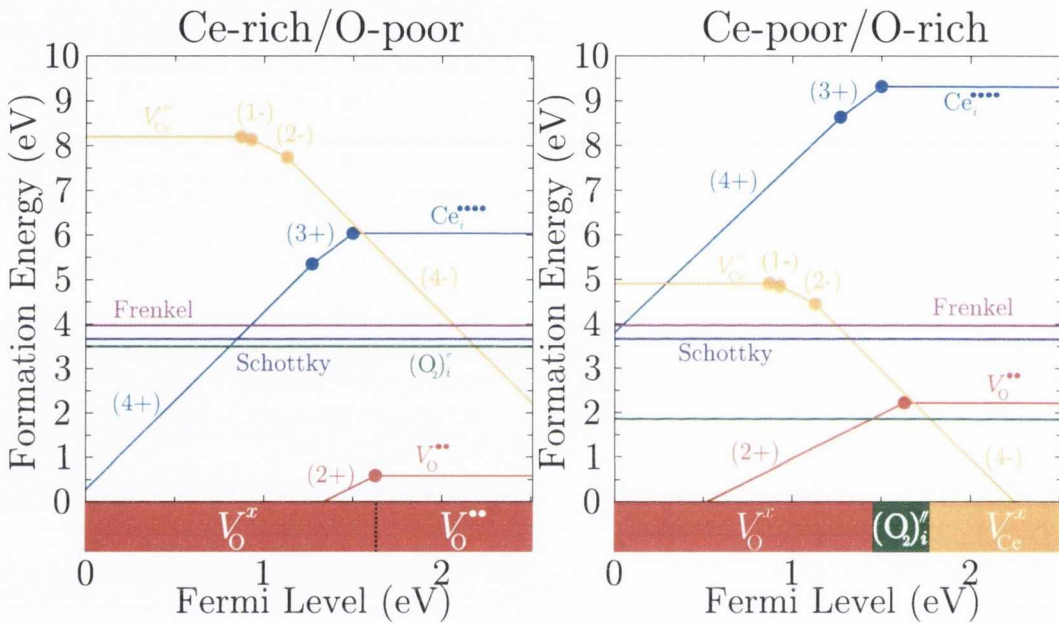 Ce-rich/O-poor
Formation Energy (eV)
10
9
8
7
6
5
4
3
2
1
0
V_Ce^x
(1-)
(2-)
(3+)
Ce_i^••••
(4-)
Frenkel
Schottky
(O₂)_i″
(4+)
(2+)
V_O^••
V_O^x
V_O^••
0
1
2
Fermi Level (eV)
Ce-poor/O-rich
Formation Energy (eV)
10
9
8
7
6
5
4
3
2
1
0
(3+)
Ce_i^••••
(4+)
(1-)
(2-)
Frenkel
Schottky
V_O^••
(2+)
(4-)
V_O^x
(O₂)_i″
V_Ce^x
0
1
2
Fermi Level (eV)